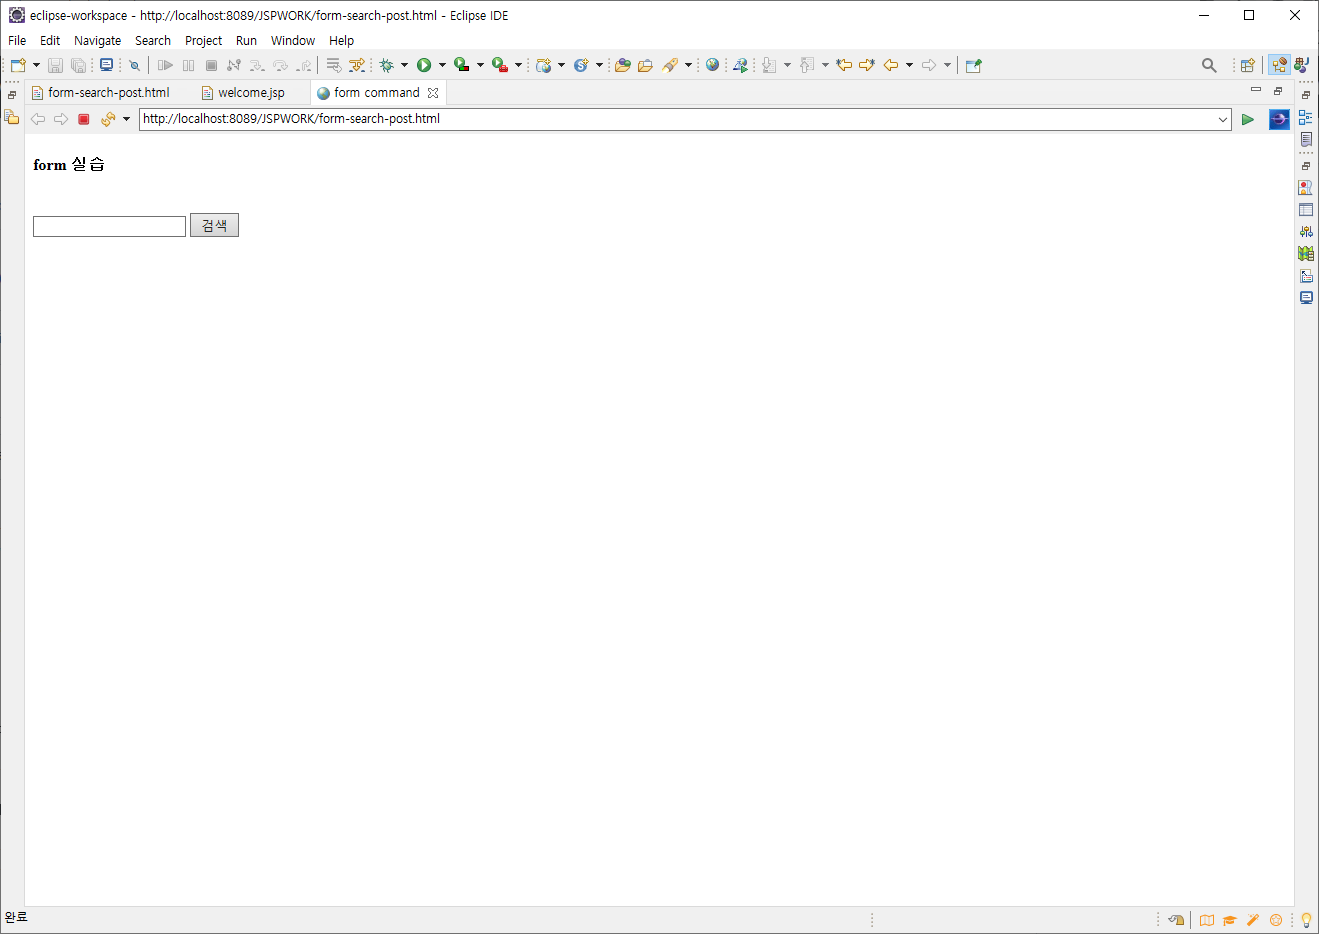 eclipse-workspace - http://localhost:8089/JSPWORK/form-search-post.html - Eclipse IDE
File Edit Navigate Search Project Run Window Help
form-search-post.html welcome.jsp form command
http://localhost:8089/JSPWORK/form-search-post.html
form 실습
검색
완료